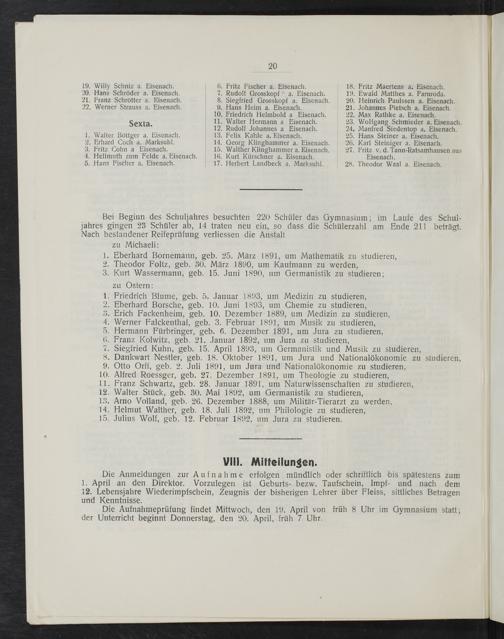 20
19. Willy Schmiz a. Eisenach.
20. Hans Schröder a. Eisenach.
21. Franz Schrötter a. Eisenach.
22. Werner Strauss a. Eisenach.
Sexta.
1. Walter Böttger a. Eisenach.
2. Erhard Coch a. Marksuhl.
3. Fritz Cohn a. Eisenach.
4. Hellmuth zum Felde a. Eisenach.
5. Hans Fischer a. Eisenach.
6. Fritz Fischer a. Eisenach.
7. Rudolf Grosskopf a. Eisenach.
8. Siegfried Grosskopf a. Eisenach.
9. Hans Heim a. Eisenach.
10. Friedrich Helmbold a. Eisenach.
11. Walter Hermann a. Eisenach.
12. Rudolf Johannes a. Eisenach.
13. Felix Kahle a. Eisenach.
14. Georg Klinghammer a. Eisenach.
15. Walther Klinghammer a. Eisenach.
16. Kurt Kürschner a. Eisenach.
17. Herbert Landbeck a. Marksuhl.
18. Fritz Maertens a. Eisenach.
19. Ewald Matthes a. Farnroda.
20. Heinrich Paulssen a. Eisenach.
21. Johannes Pietsch a. Eisenach.
22. Max Rathke a. Eisenach.
23. Wolfgang Schmieder a. Eisenach.
24. Manfred Siedentop a. Eisenach.
25. Hans Steiner a. Eisenach.
26. Karl Steiniger a. Eisenach.
27. Fritz v. d. Tann-Ratsamhausen aus
Eisenach.
28. Theodor Waal a. Eisenach.
Bei Beginn des Schuljahres besuchten 220 Schüler das Gymnasium; im Laufe des Schul-
jahres gingen 23 Schüler ab, 14 traten neu ein, so dass die Schülerzahl am Ende 211 beträgt.
Nach bestandener Reifeprüfung verliessen die Anstalt
zu Michaeli:
1. Eberhard Bornemann, geb. 25. März 1891, um Mathematik zu studieren,
2. Theodor Foltz, geb. 30. März 1890, um Kaufmann zu werden,
3. Kurt Wassermann, geb. 15. Juni 1890, um Germanistik zu studieren;
zu Ostern:
1. Friedrich Blume, geb. 5. Januar 1893, um Medizin zu studieren,
2. Eberhard Borsche, geb. 10. Juni 1893, um Chemie zu studieren,
3. Erich Fackenheim, geb. 10. Dezember 1889, um Medizin zu studieren,
4. Werner Falckenthal, geb. 3. Februar 1891, um Musik zu studieren,
5. Hermann Fürbringer, geb. 6. Dezember 1891, um Jura zu studieren,
6. Franz Kolwitz, geb. 21. Januar 1892, um Jura zu studieren,
7. Siegfried Kuhn, geb. 15. April 1893, um Germanistik und Musik zu studieren,
8. Dankwart Nestler, geb. 18. Oktober 1891, um Jura und Nationalökonomie zu studieren,
9. Otto Orfi, geb. 2. Juli 1891, um Jura und Nationalökonomie zu studieren,
10. Alfred Roessger, geb. 27. Dezember 1891, um Theologie zu studieren,
11. Franz Schwartz, geb. 28. Januar 1891, um Naturwissenschaften zu studieren,
12. Walter Stück, geb. 30. Mai 1892, um Germanistik zu studieren,
13. Arno Volland, geb. 26. Dezember 1888, um Militär-Tierarzt zu werden,
14. Helmut Walther, geb. 18. Juli 1892, um Philologie zu studieren,
15. Julius Wolf, geb. 12. Februar 1892, um Jura zu studieren.
VIII. Mitteilungen.
Die Anmeldungen zur Aufnahme erfolgen mündlich oder schriftlich bis spätestens zum
1. April an den Direktor. Vorzulegen ist Geburts- bezw. Taufschein, Impf- und nach dem
12. Lebensjahre Wiederimpfschein, Zeugnis der bisherigen Lehrer über Fleiss, sittliches Betragen
und Kenntnisse.
Die Aufnahmeprüfung findet Mittwoch, den 19. April von früh 8 Uhr im Gymnasium statt;
der Unterricht beginnt Donnerstag, den 20. April, früh 7 Uhr.